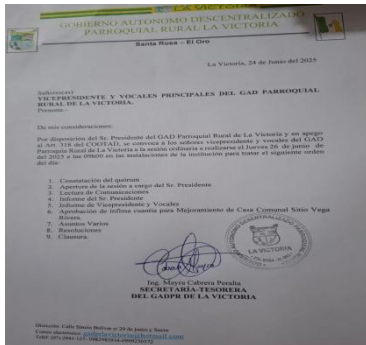 GOBIERNO AUTONOMO DESCENTRALIZADO
PARROQUIAL RURAL LA VICTORIA
Santa Rosa – El Oro
La Victoria, 24 de Junio del 2025
Señores(as)
VICEPRESIDENTE Y VOCALES PRINCIPALES DEL GAD PARROQUIAL
RURAL DE LA VICTORIA.
Presente.-
De mis consideraciones:
Por disposición del Sr. Presidente del GAD Parroquial Rural de La Victoria y en apego
al Art. 318 del COOTAD, se convoca a los señores vicepresidente y vocales del GAD
Parroquia Rural de La Victoria a la sesión ordinaria a realizarse el Jueves 26 de junio de
del 2025 a las 09h00 en las instalaciones de la institución para tratar el siguiente orden
del día.
1. Constatación del quórum
2. Apertura de la sesión a cargo del Sr. Presidente
3. Lectura de Comunicaciones
4. Informe del Sr. Presidente
5. Informe de Vicepresidente y Vocales
6. Aprobación de ínfima cuantía para Mejoramiento de Casa Comunal Sitio Vega
Rivera
7. Asuntos Varios
8. Resoluciones
9. Clausura.
LA VICTORIA
Ing. Mayra Cabrera Peralta
SECRETARIA-TESORERA
DEL GADPR DE LA VICTORIA
Dirección: Calle Simón Bolívar y 29 de junio y Sucre
Correo electrónico: